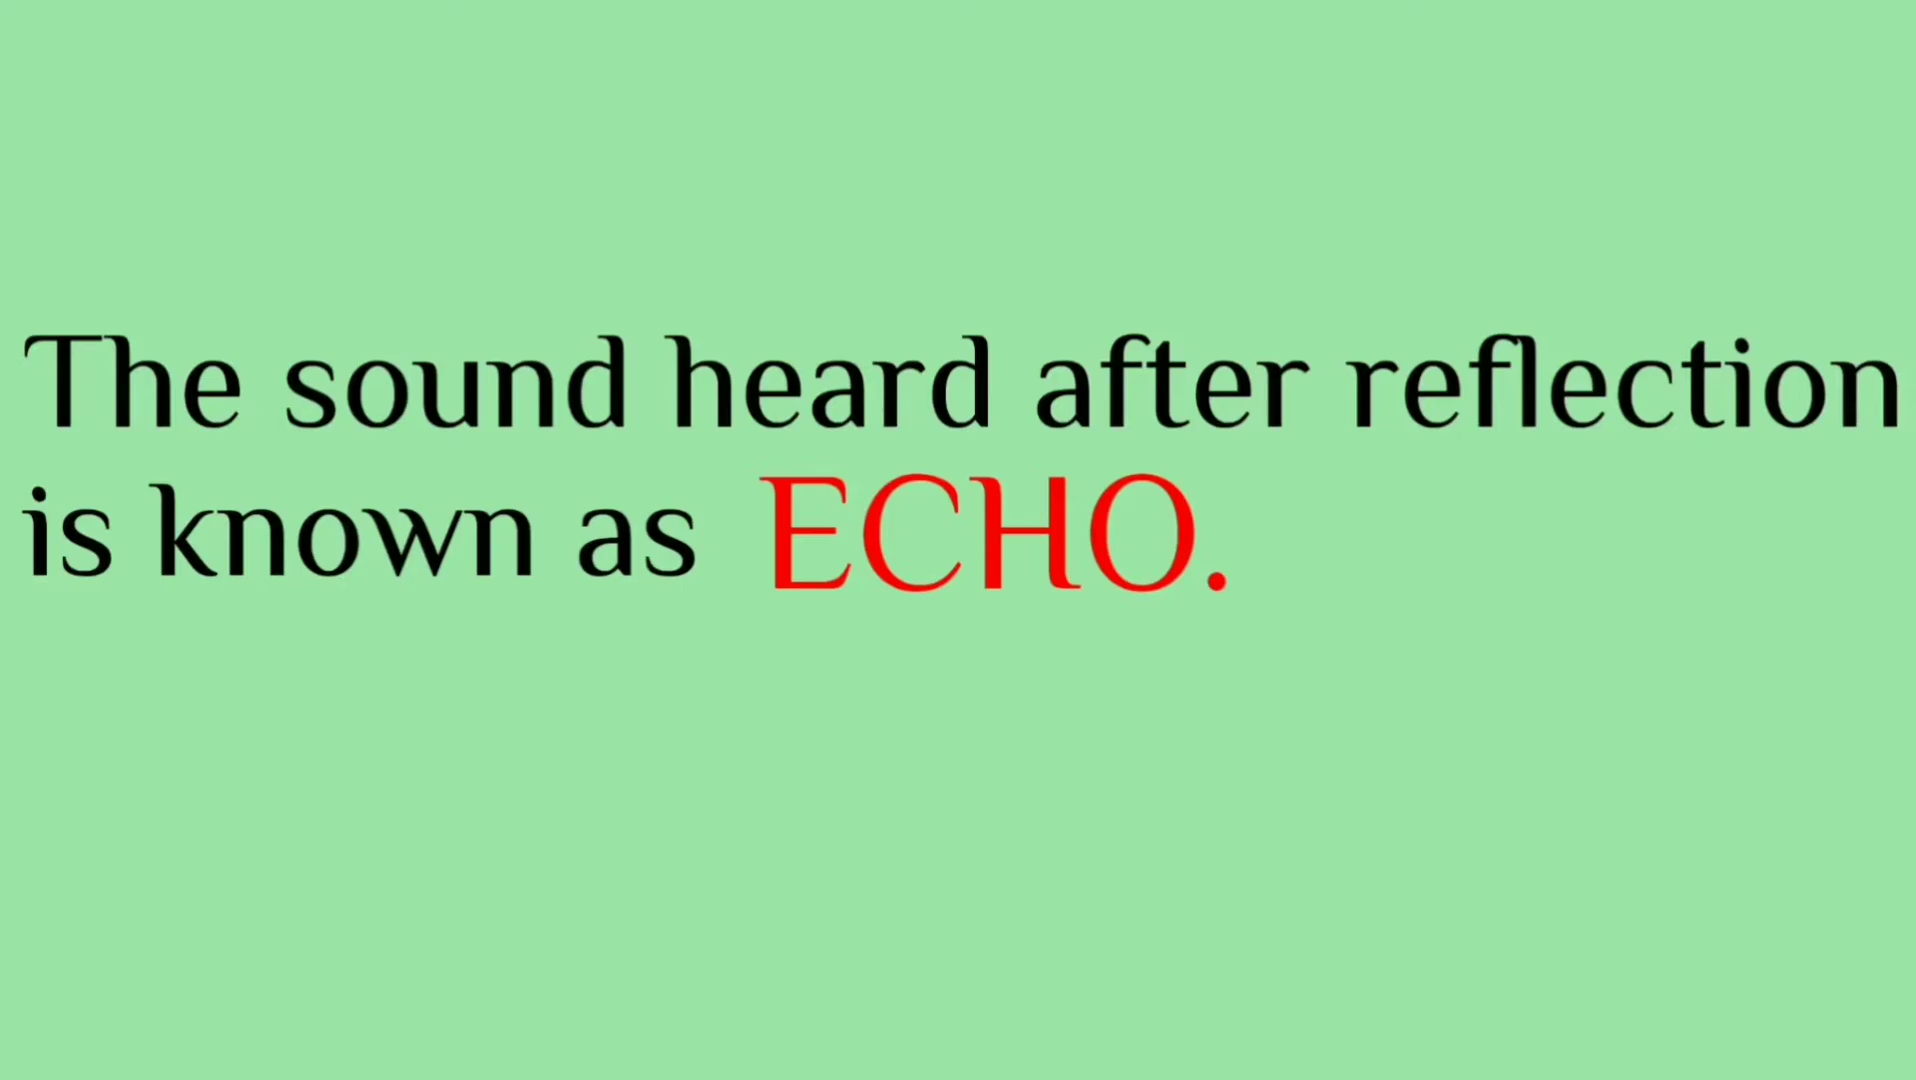 The sound heard after reflection
is known as ECHO.